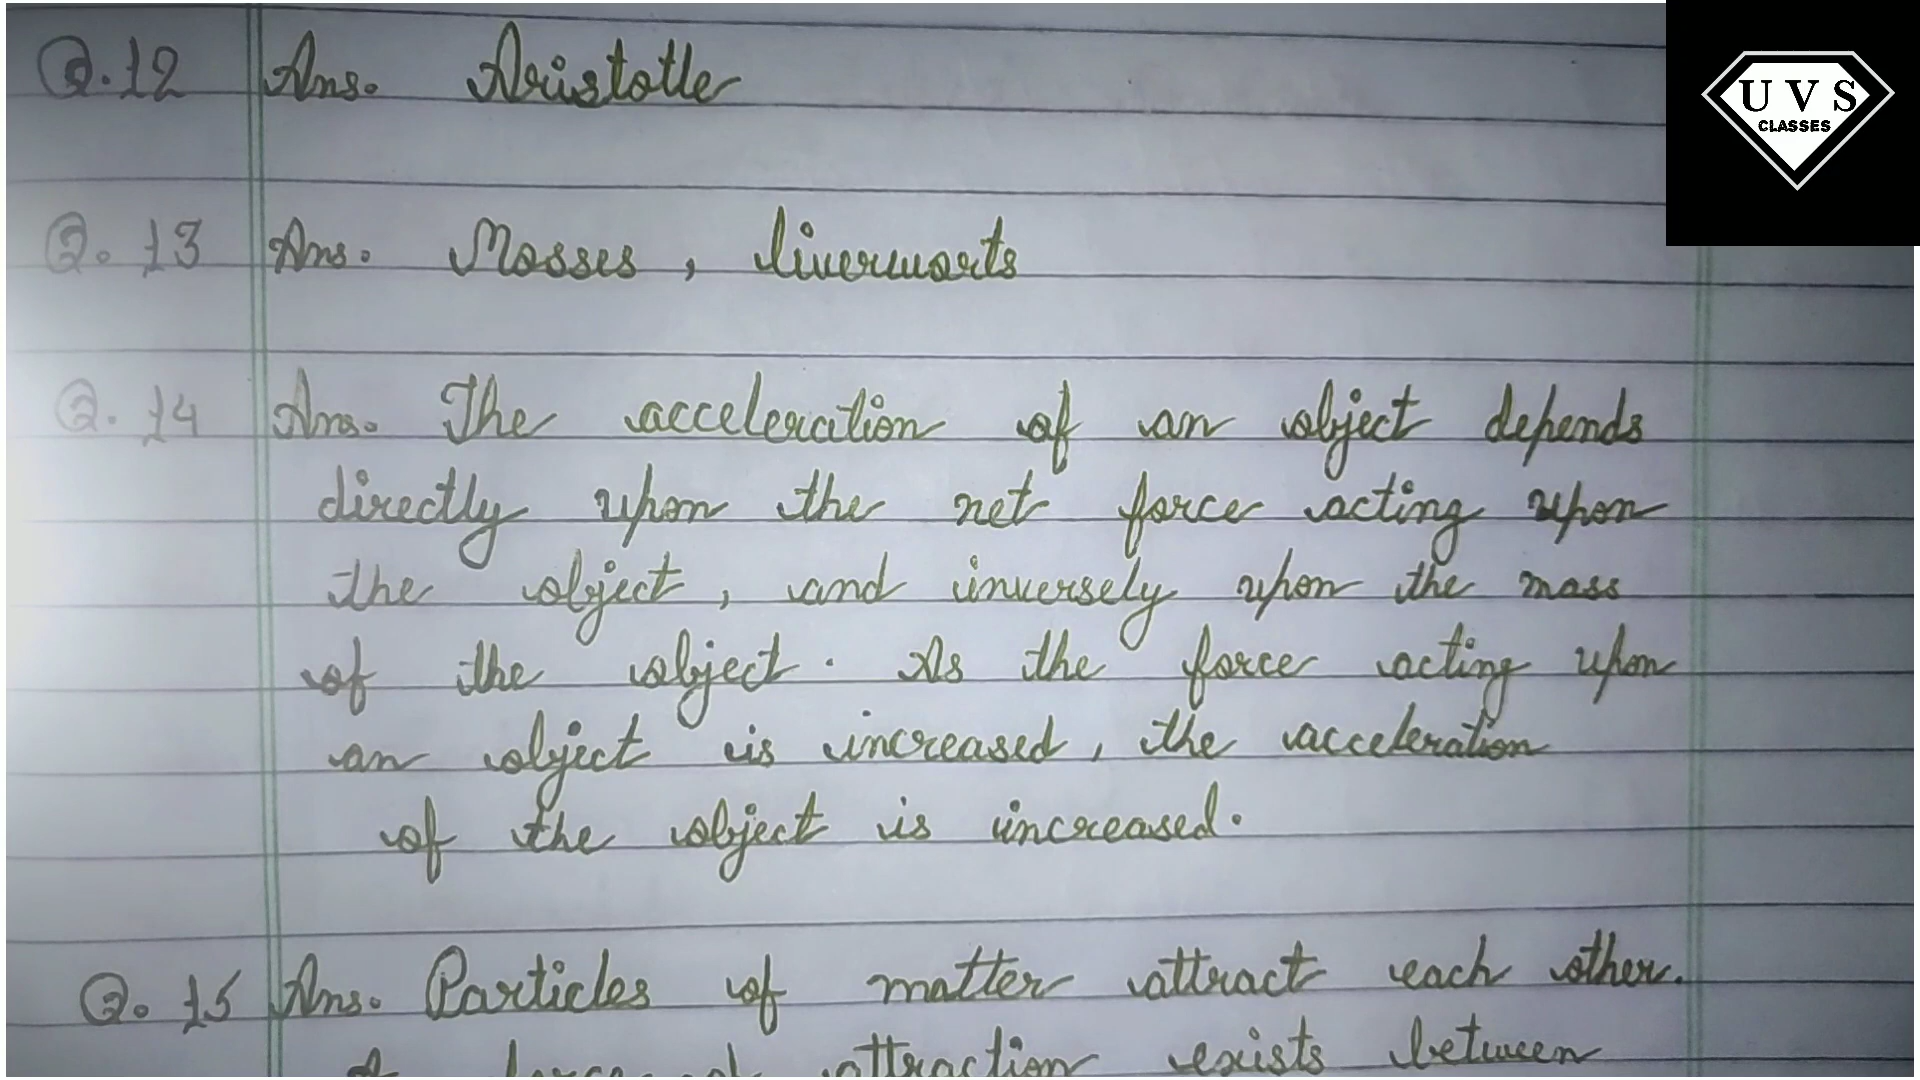 Q.12 Ans. Aristotle
UVS
CLASSES
Q. 13 Ans. Mosses, liverworts
Q. 14 Ans. The acceleration of an object depends
directly upon the net force acting upon
the object, and inversely upon the mass
of the object. As the force acting upon
an object is increased, the acceleration
of the object is increased.
Q. 15 Ans. Particles of matter attract each other.
A force of attraction exists between